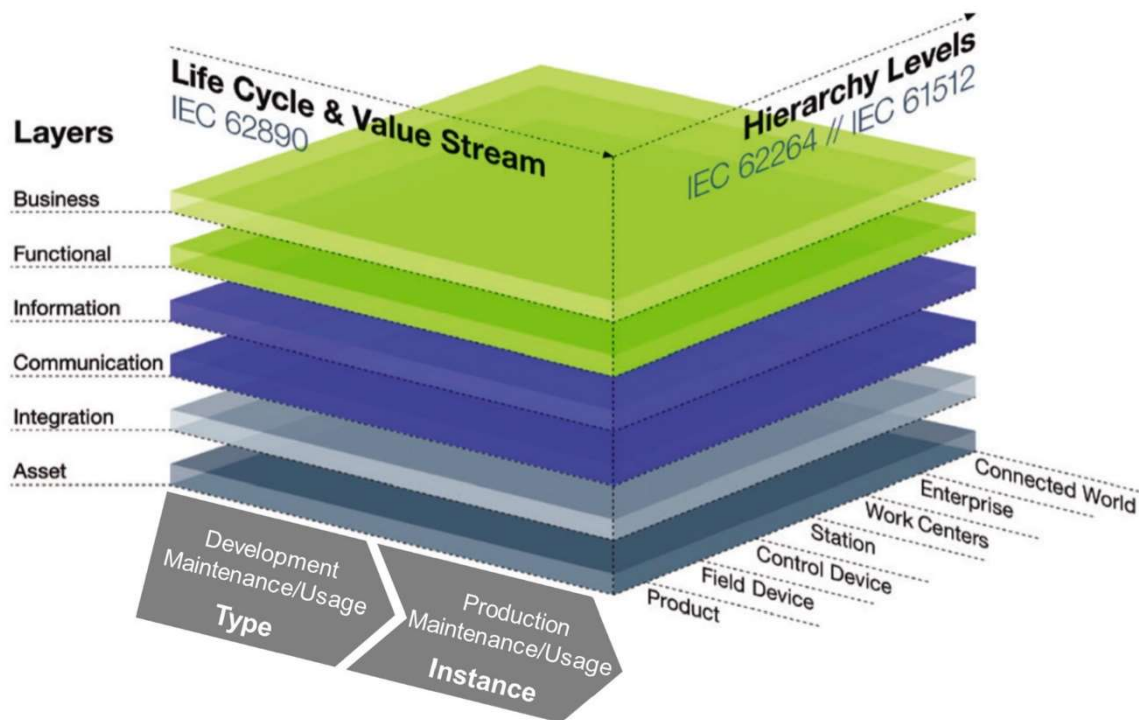 Life Cycle & Value Stream
IEC 62890
Hierarchy Levels
IEC 62264 // IEC 61512
Layers
Business
Functional
Information
Communication
Integration
Asset
Connected World
Enterprise
Work Centers
Station
Control Device
Field Device
Product
Development
Maintenance/Usage
Type
Production
Maintenance/Usage
Instance